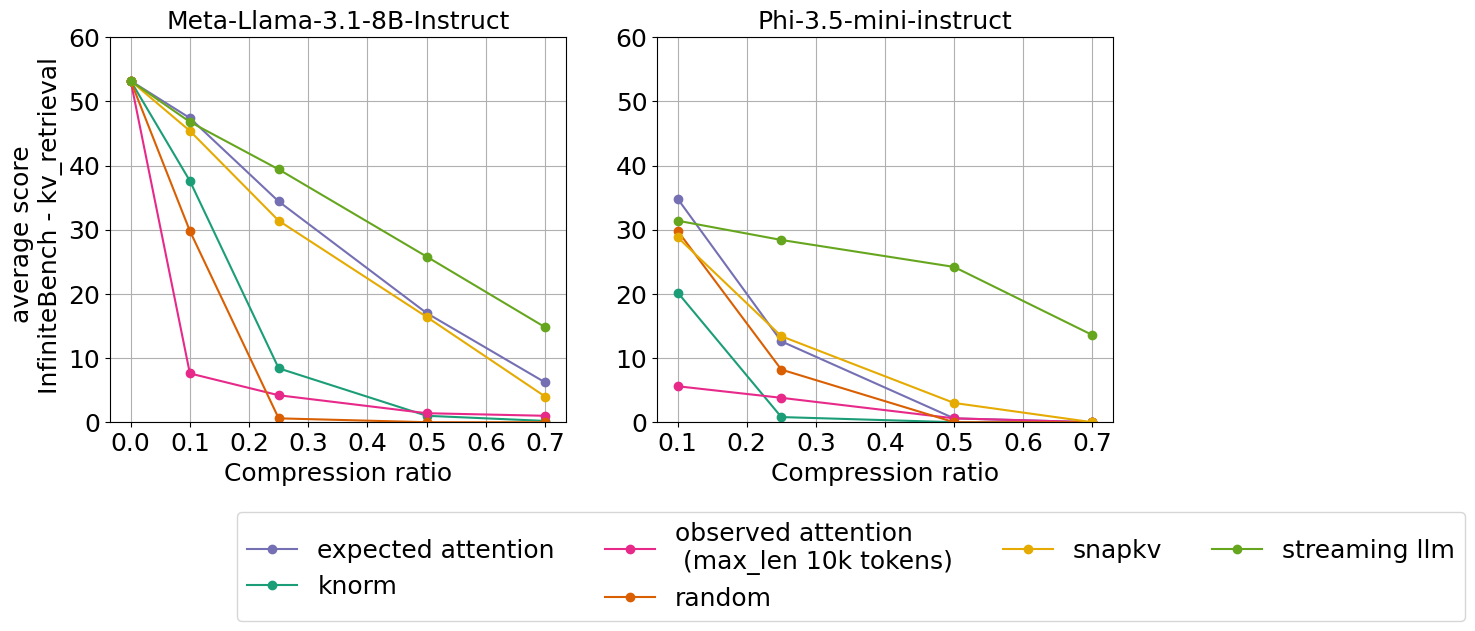 Meta-Llama-3.1-8B-Instruct
Phi-3.5-mini-instruct
average score
InfiniteBench - kv_retrieval
60
50
40
30
20
10
0
0.0 0.1 0.2 0.3 0.4 0.5 0.6 0.7
Compression ratio
60
50
40
30
20
10
0
0.1 0.2 0.3 0.4 0.5 0.6 0.7
Compression ratio
expected attention
knorm
observed attention
(max_len 10k tokens)
random
snapkv
streaming llm